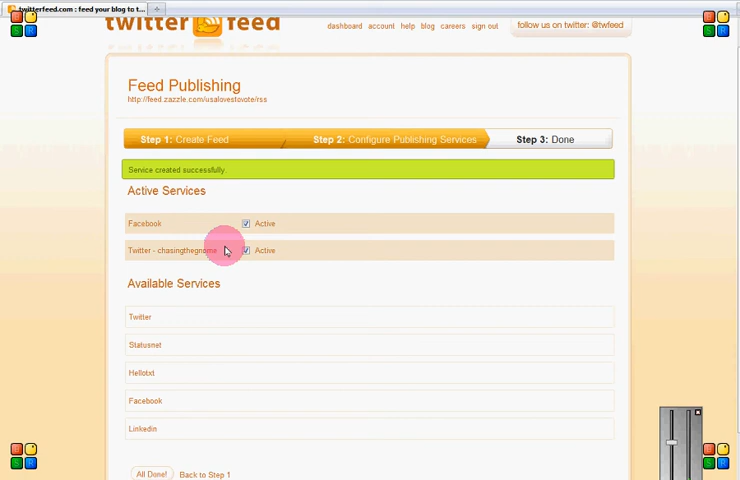 twitterfeed.com : feed your blog to t...
twitter feed
dashboard account help blog careers sign out
follow us on twitter: @twfeed
Feed Publishing
http://feed.zazzle.com/usalovestovote/rss
Step 1: Create Feed Step 2: Configure Publishing Services Step 3: Done
Service created successfully.
Active Services
Facebook Active
Twitter - chasingthegnome Active
Available Services
Twitter
Statusnet
Hellotxt
Facebook
Linkedin
All Done! Back to Step 1
B
S R
B
S R
B
S R
B
S R